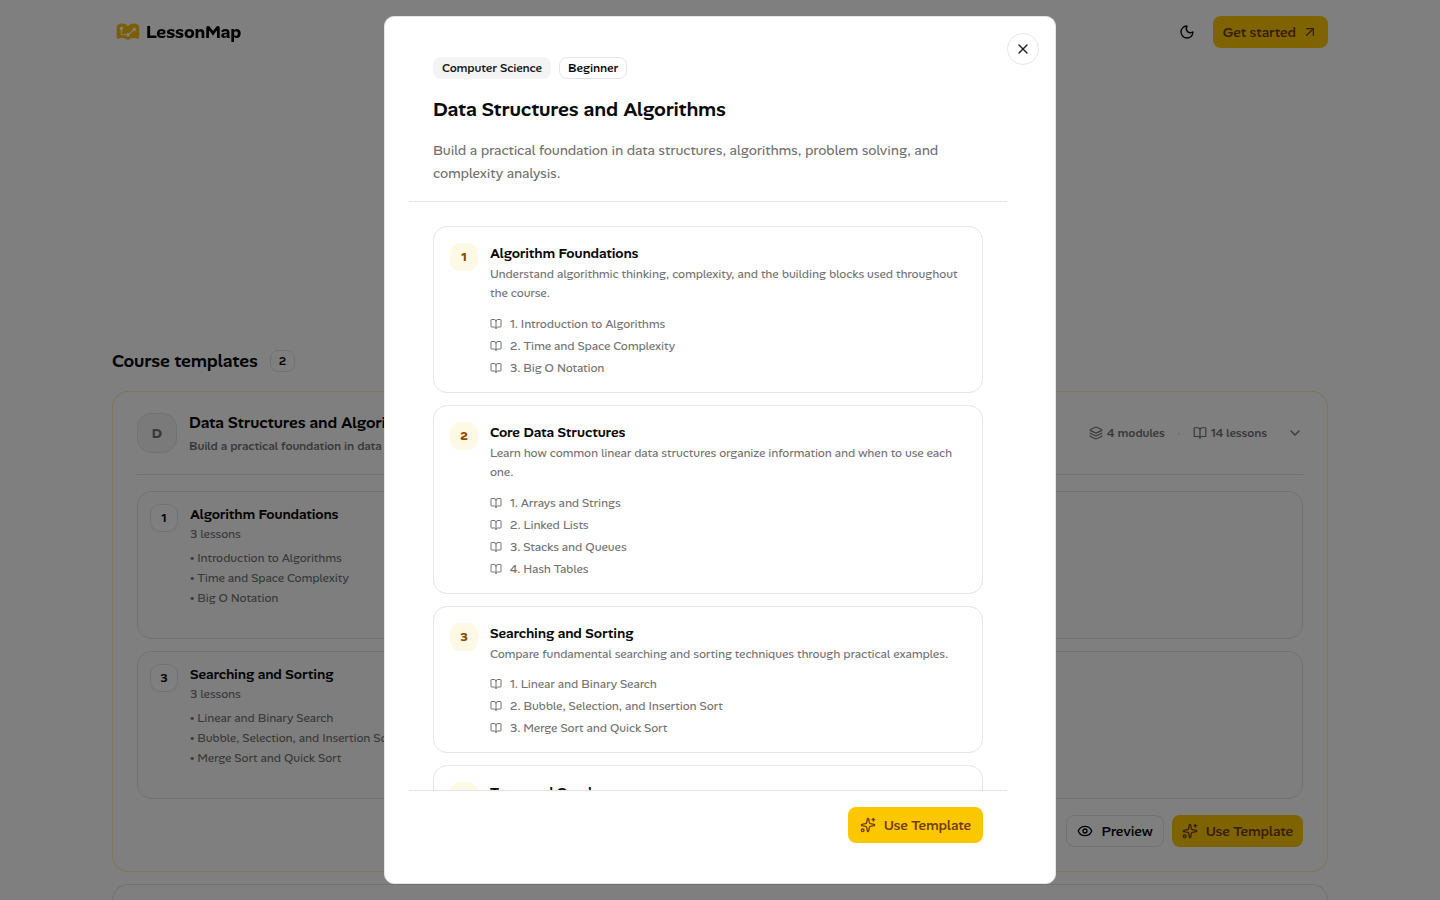 LessonMap
Get started
Computer Science
Beginner
Data Structures and Algorithms
Build a practical foundation in data structures, algorithms, problem solving, and
complexity analysis.
1
Algorithm Foundations
Understand algorithmic thinking, complexity, and the building blocks used throughout
the course.
1. Introduction to Algorithms
2. Time and Space Complexity
3. Big O Notation
2
Core Data Structures
Learn how common linear data structures organize information and when to use each
one.
1. Arrays and Strings
2. Linked Lists
3. Stacks and Queues
4. Hash Tables
3
Searching and Sorting
Compare fundamental searching and sorting techniques through practical examples.
1. Linear and Binary Search
2. Bubble, Selection, and Insertion Sort
3. Merge Sort and Quick Sort
Use Template
Course templates 2
D
Data Structures and Algori
Build a practical foundation in data
4 modules · 14 lessons
1
Algorithm Foundations
3 lessons
• Introduction to Algorithms
• Time and Space Complexity
• Big O Notation
3
Searching and Sorting
3 lessons
• Linear and Binary Search
• Bubble, Selection, and Insertion So
• Merge Sort and Quick Sort
Preview
Use Template